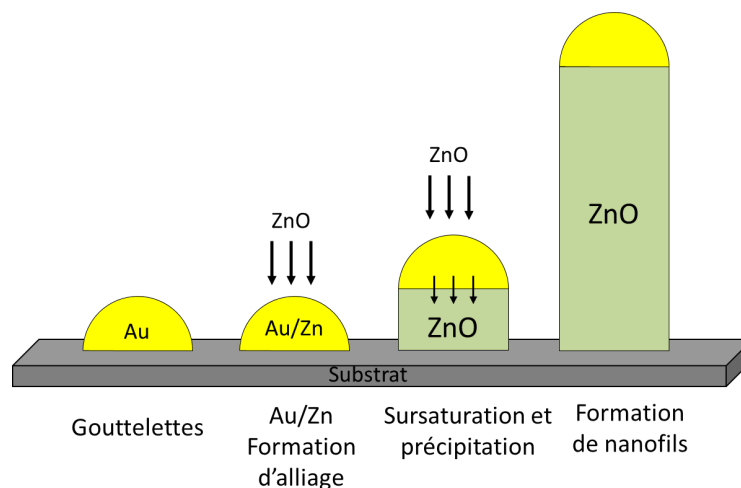 ZnO
ZnO
ZnO
Au
Au/Zn
ZnO
Substrat
Gouttelettes
Au/Zn
Formation
d'alliage
Sursaturation et
précipitation
Formation
de nanofils